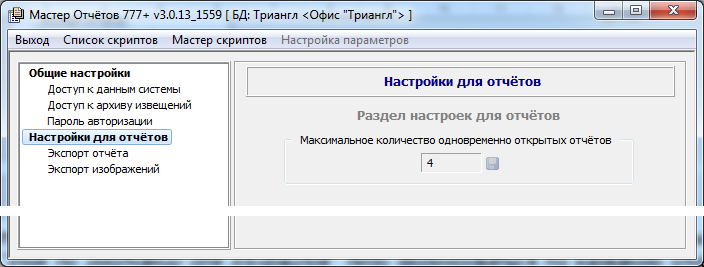 Мастер Отчётов 777+ v3.0.13_1559 [ БД: Триангл <Офис "Триангл"> ]
Выход Список скриптов Мастер скриптов Настройка параметров
Общие настройки
Доступ к данным системы
Доступ к архиву извещений
Пароль авторизации
Настройки для отчётов
Экспорт отчёта
Экспорт изображений
Настройки для отчётов
Раздел настроек для отчётов
Максимальное количество одновременно открытых отчётов
4